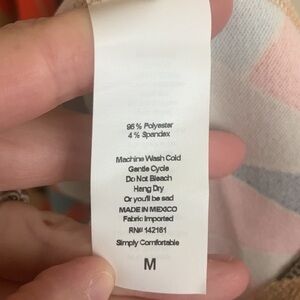 96 % Polyester
4 % Spandex
Machine Wash Cold
Gentle Cycle
Do Not Bleach
Hang Dry
Or you'll be sad
MADE IN MEXICO
Fabric Imported
RN# 142161
Simply Comfortable
M